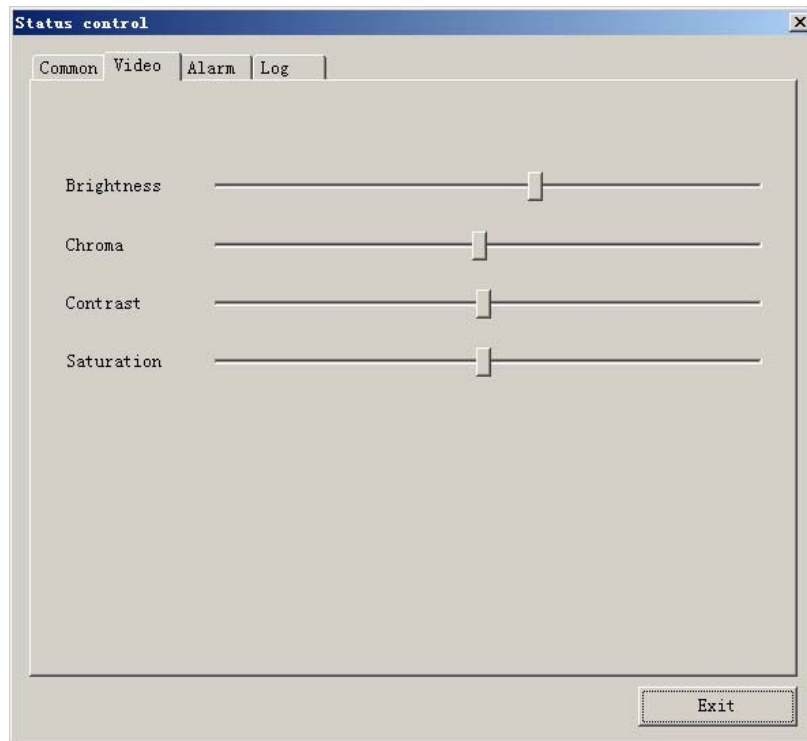 Status control
Common Video Alarm Log
Brightness
Chroma
Contrast
Saturation
Exit